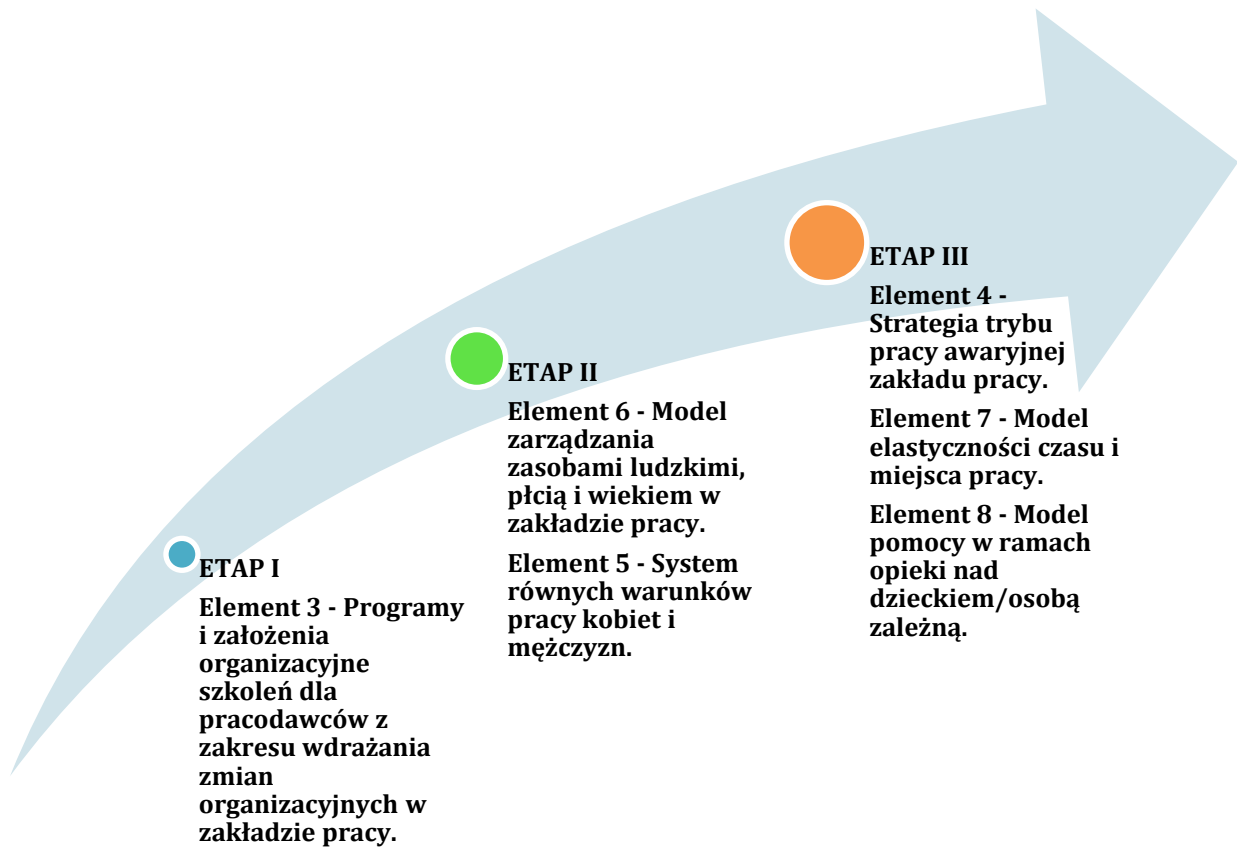 ETAP I
Element 3 - Programy
i założenia
organizacyjne
szkoleń dla
pracodawców z
zakresu wdrażania
zmian
organizacyjnych w
zakładzie pracy.
ETAP II
Element 6 - Model
zarządzania
zasobami ludzkimi,
płcią i wiekiem w
zakładzie pracy.
Element 5 - System
równych warunków
pracy kobiet i
mężczyzn.
ETAP III
Element 4 -
Strategia trybu
pracy awaryjnej
zakładu pracy.
Element 7 - Model
elastyczności czasu i
miejsca pracy.
Element 8 - Model
pomocy w ramach
opieki nad
dzieckiem/osobą
zależną.